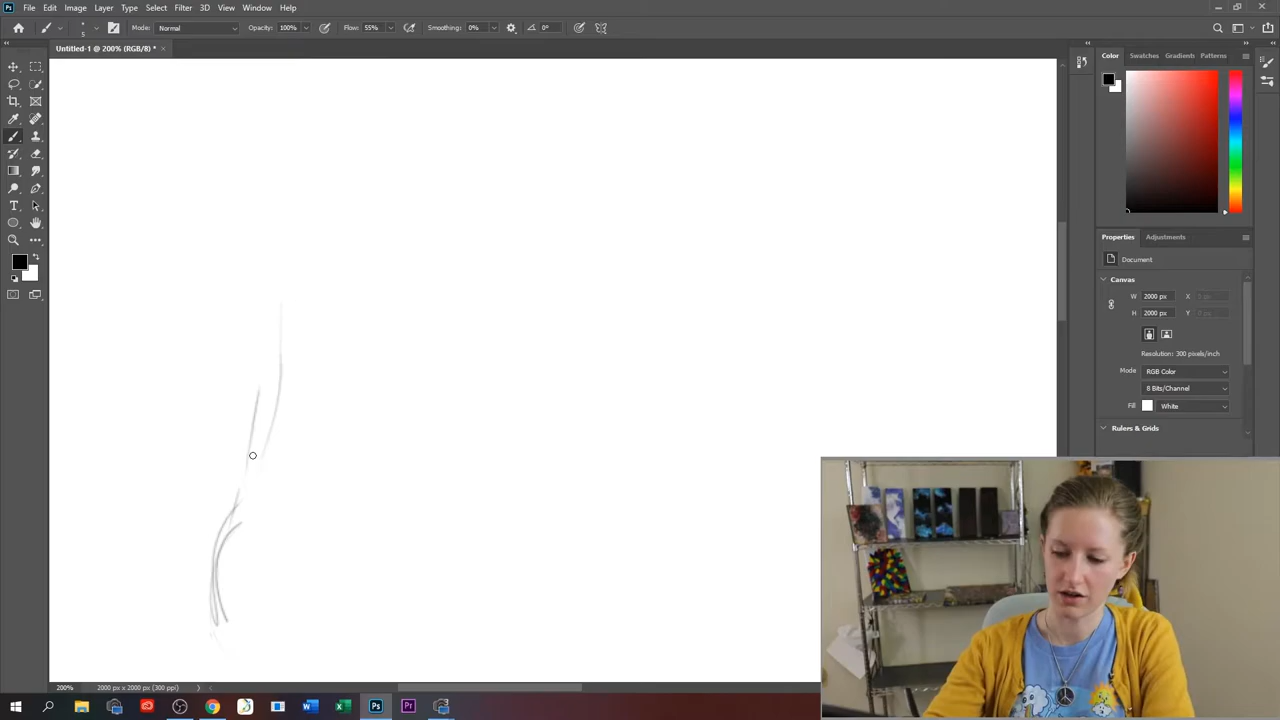 File Edit Image Layer Type Select Filter 3D View Window Help
5 Mode: Normal Opacity: 100% Flow: 55% Smoothing: 0% 0°
Untitled-1 @ 200% (RGB/8) *
Color Swatches Gradients Patterns
Properties Adjustments
Document
Canvas
W 2000 px X
H 2000 px Y
Resolution: 300 pixels/inch
Mode RGB Color
8 Bits/Channel
Fill White
Rulers & Grids
200% 2000 px x 2000 px (300 ppi)